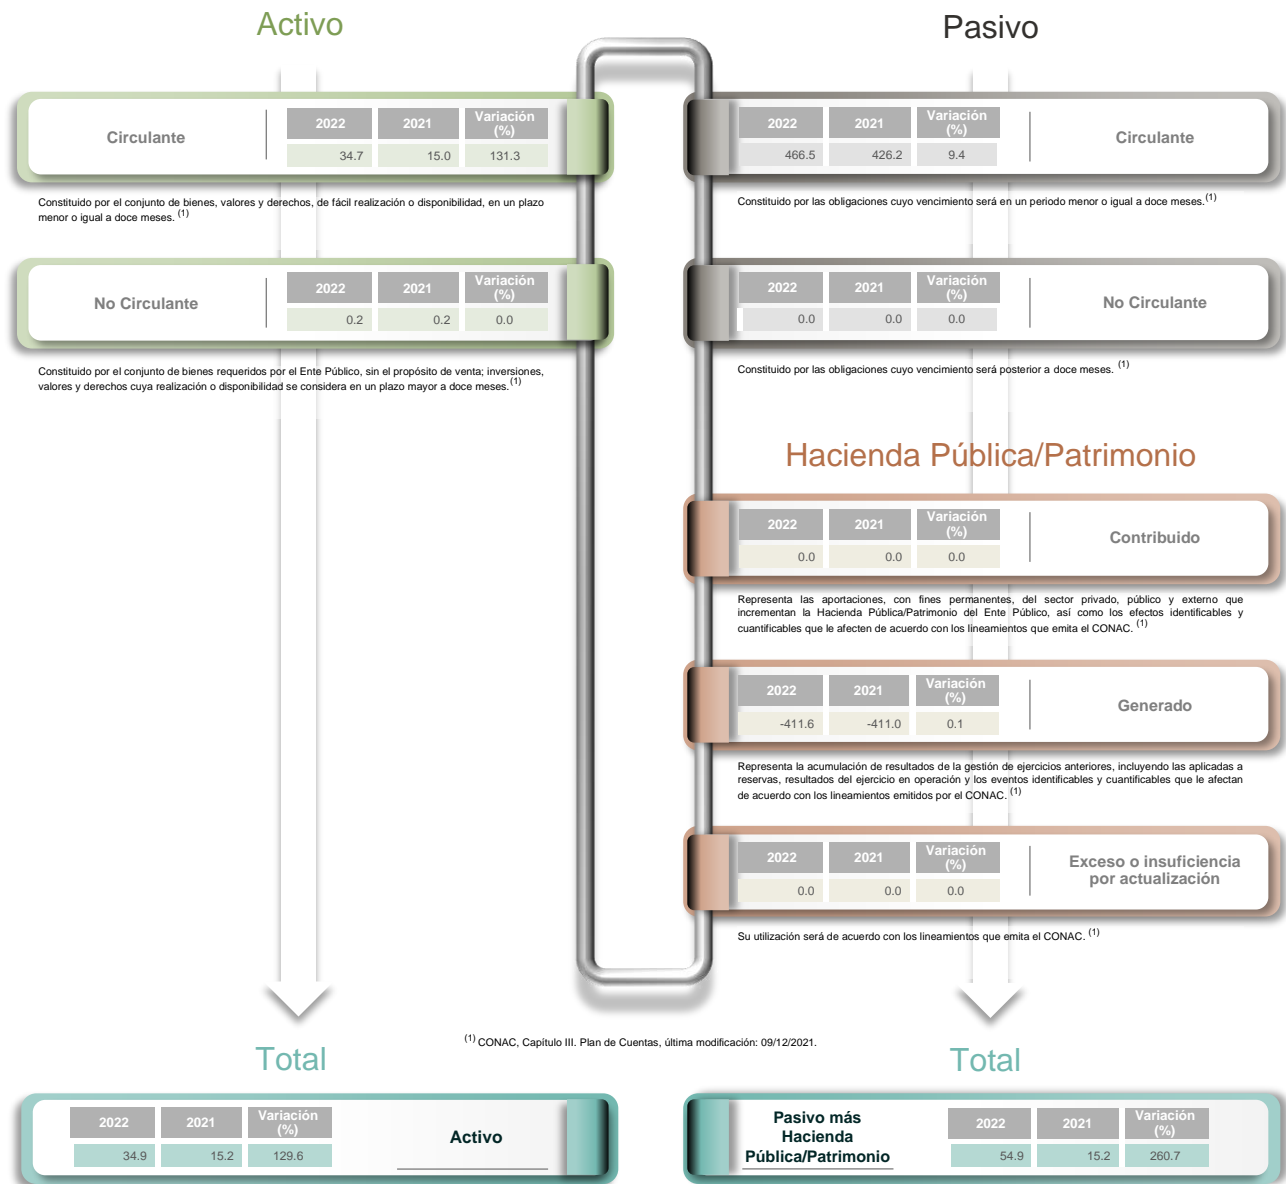 Activo
Circulante
2022 2021 Variación (%)
34.7 15.0 131.3
Constituido por el conjunto de bienes, valores y derechos, de fácil realización o disponibilidad, en un plazo
menor o igual a doce meses. (1)
No Circulante
2022 2021 Variación (%)
0.2 0.2 0.0
Constituido por el conjunto de bienes requeridos por el Ente Público, sin el propósito de venta; inversiones,
valores y derechos cuya realización o disponibilidad se considera en un plazo mayor a doce meses. (1)
Pasivo
2022 2021 Variación (%)
466.5 426.2 9.4
Circulante
Constituido por las obligaciones cuyo vencimiento será en un periodo menor o igual a doce meses. (1)
2022 2021 Variación (%)
0.0 0.0 0.0
No Circulante
Constituido por las obligaciones cuyo vencimiento será posterior a doce meses. (1)
Hacienda Pública/Patrimonio
2022 2021 Variación (%)
0.0 0.0 0.0
Contribuido
Representa las aportaciones, con fines permanentes, del sector privado, público y externo que
incrementan la Hacienda Pública/Patrimonio del Ente Público, así como los efectos identificables y
cuantificables que le afecten de acuerdo con los lineamientos que emita el CONAC. (1)
2022 2021 Variación (%)
-411.6 -411.0 0.1
Generado
Representa la acumulación de resultados de la gestión de ejercicios anteriores, incluyendo las aplicadas a
reservas, resultados del ejercicio en operación y los eventos identificables y cuantificables que le afectan
de acuerdo con los lineamientos emitidos por el CONAC. (1)
2022 2021 Variación (%)
0.0 0.0 0.0
Exceso o insuficiencia
por actualización
Su utilización será de acuerdo con los lineamientos que emita el CONAC. (1)
(1) CONAC, Capítulo III. Plan de Cuentas, última modificación: 09/12/2021.
Total
2022 2021 Variación (%)
34.9 15.2 129.6
Activo
Total
Pasivo más
Hacienda
Pública/Patrimonio
2022 2021 Variación (%)
54.9 15.2 260.7